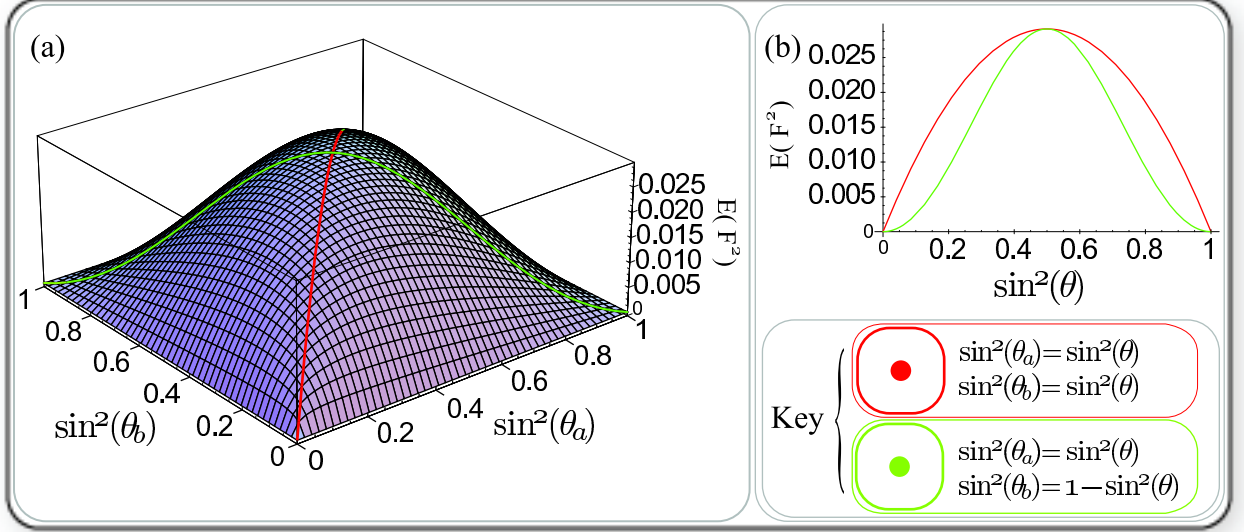 (a)
0.025
0.020
0.015
0.010
0.005
0
E(F²)
1
0.8
0.6
0.4
0.2
0
sin²(θb)
0
0.2
0.4
0.6
0.8
1
sin²(θa)
(b)
0.025
0.020
0.015
0.010
0.005
0
E(F²)
0
0.2
0.4
0.6
0.8
1
sin²(θ)
Key
sin²(θa)=sin²(θ)
sin²(θb)=sin²(θ)
sin²(θa)=sin²(θ)
sin²(θb)=1−sin²(θ)